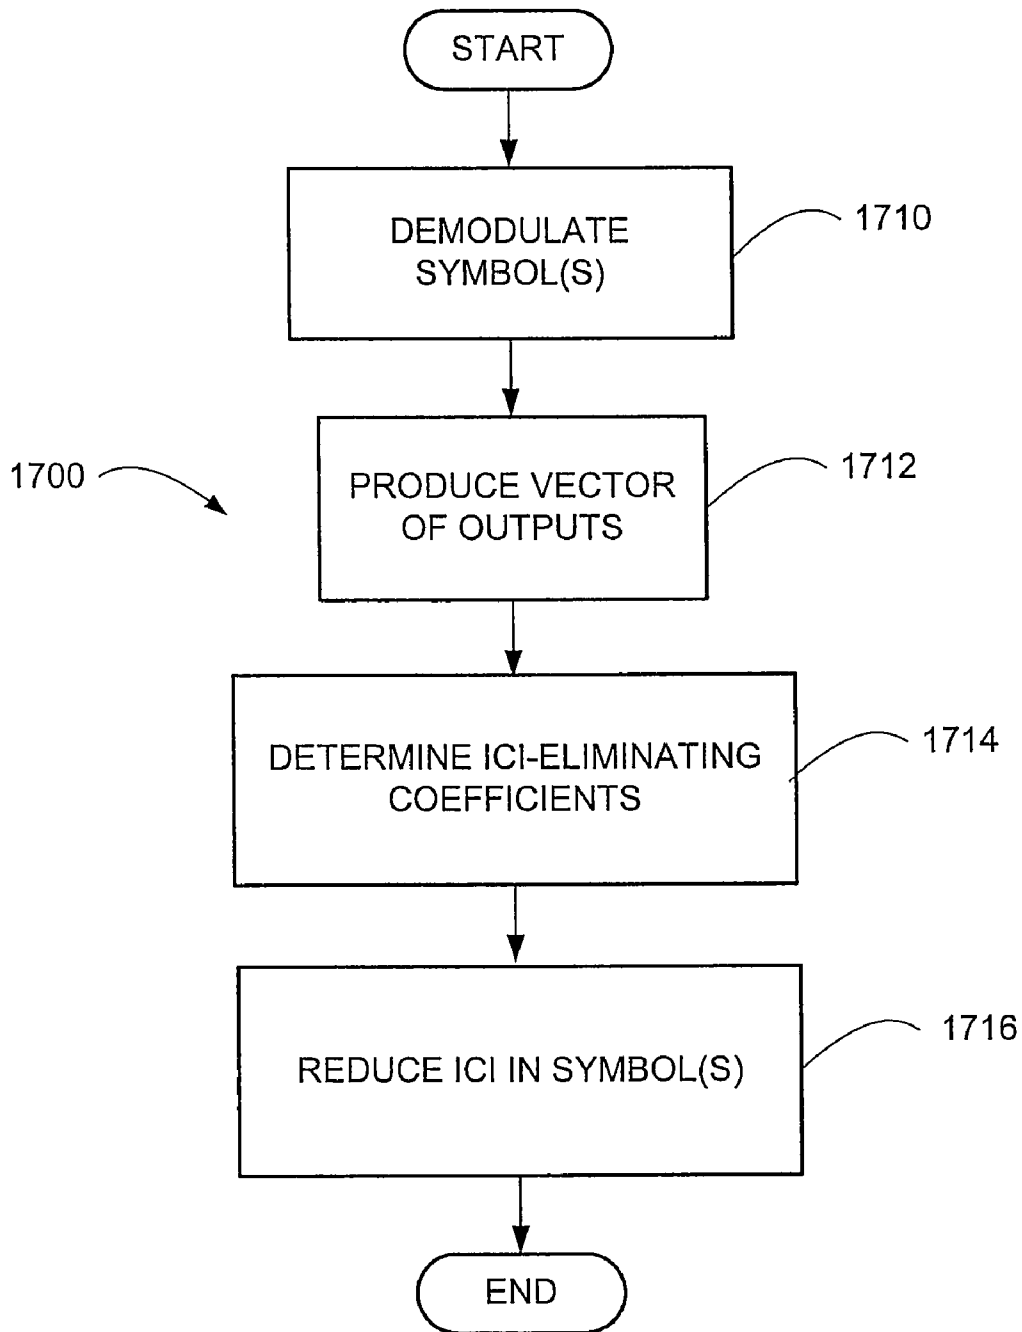 START
DEMODULATE
SYMBOL(S)
1710
PRODUCE VECTOR
OF OUTPUTS
1712
1700
DETERMINE ICI-ELIMINATING
COEFFICIENTS
1714
REDUCE ICI IN SYMBOL(S)
1716
END